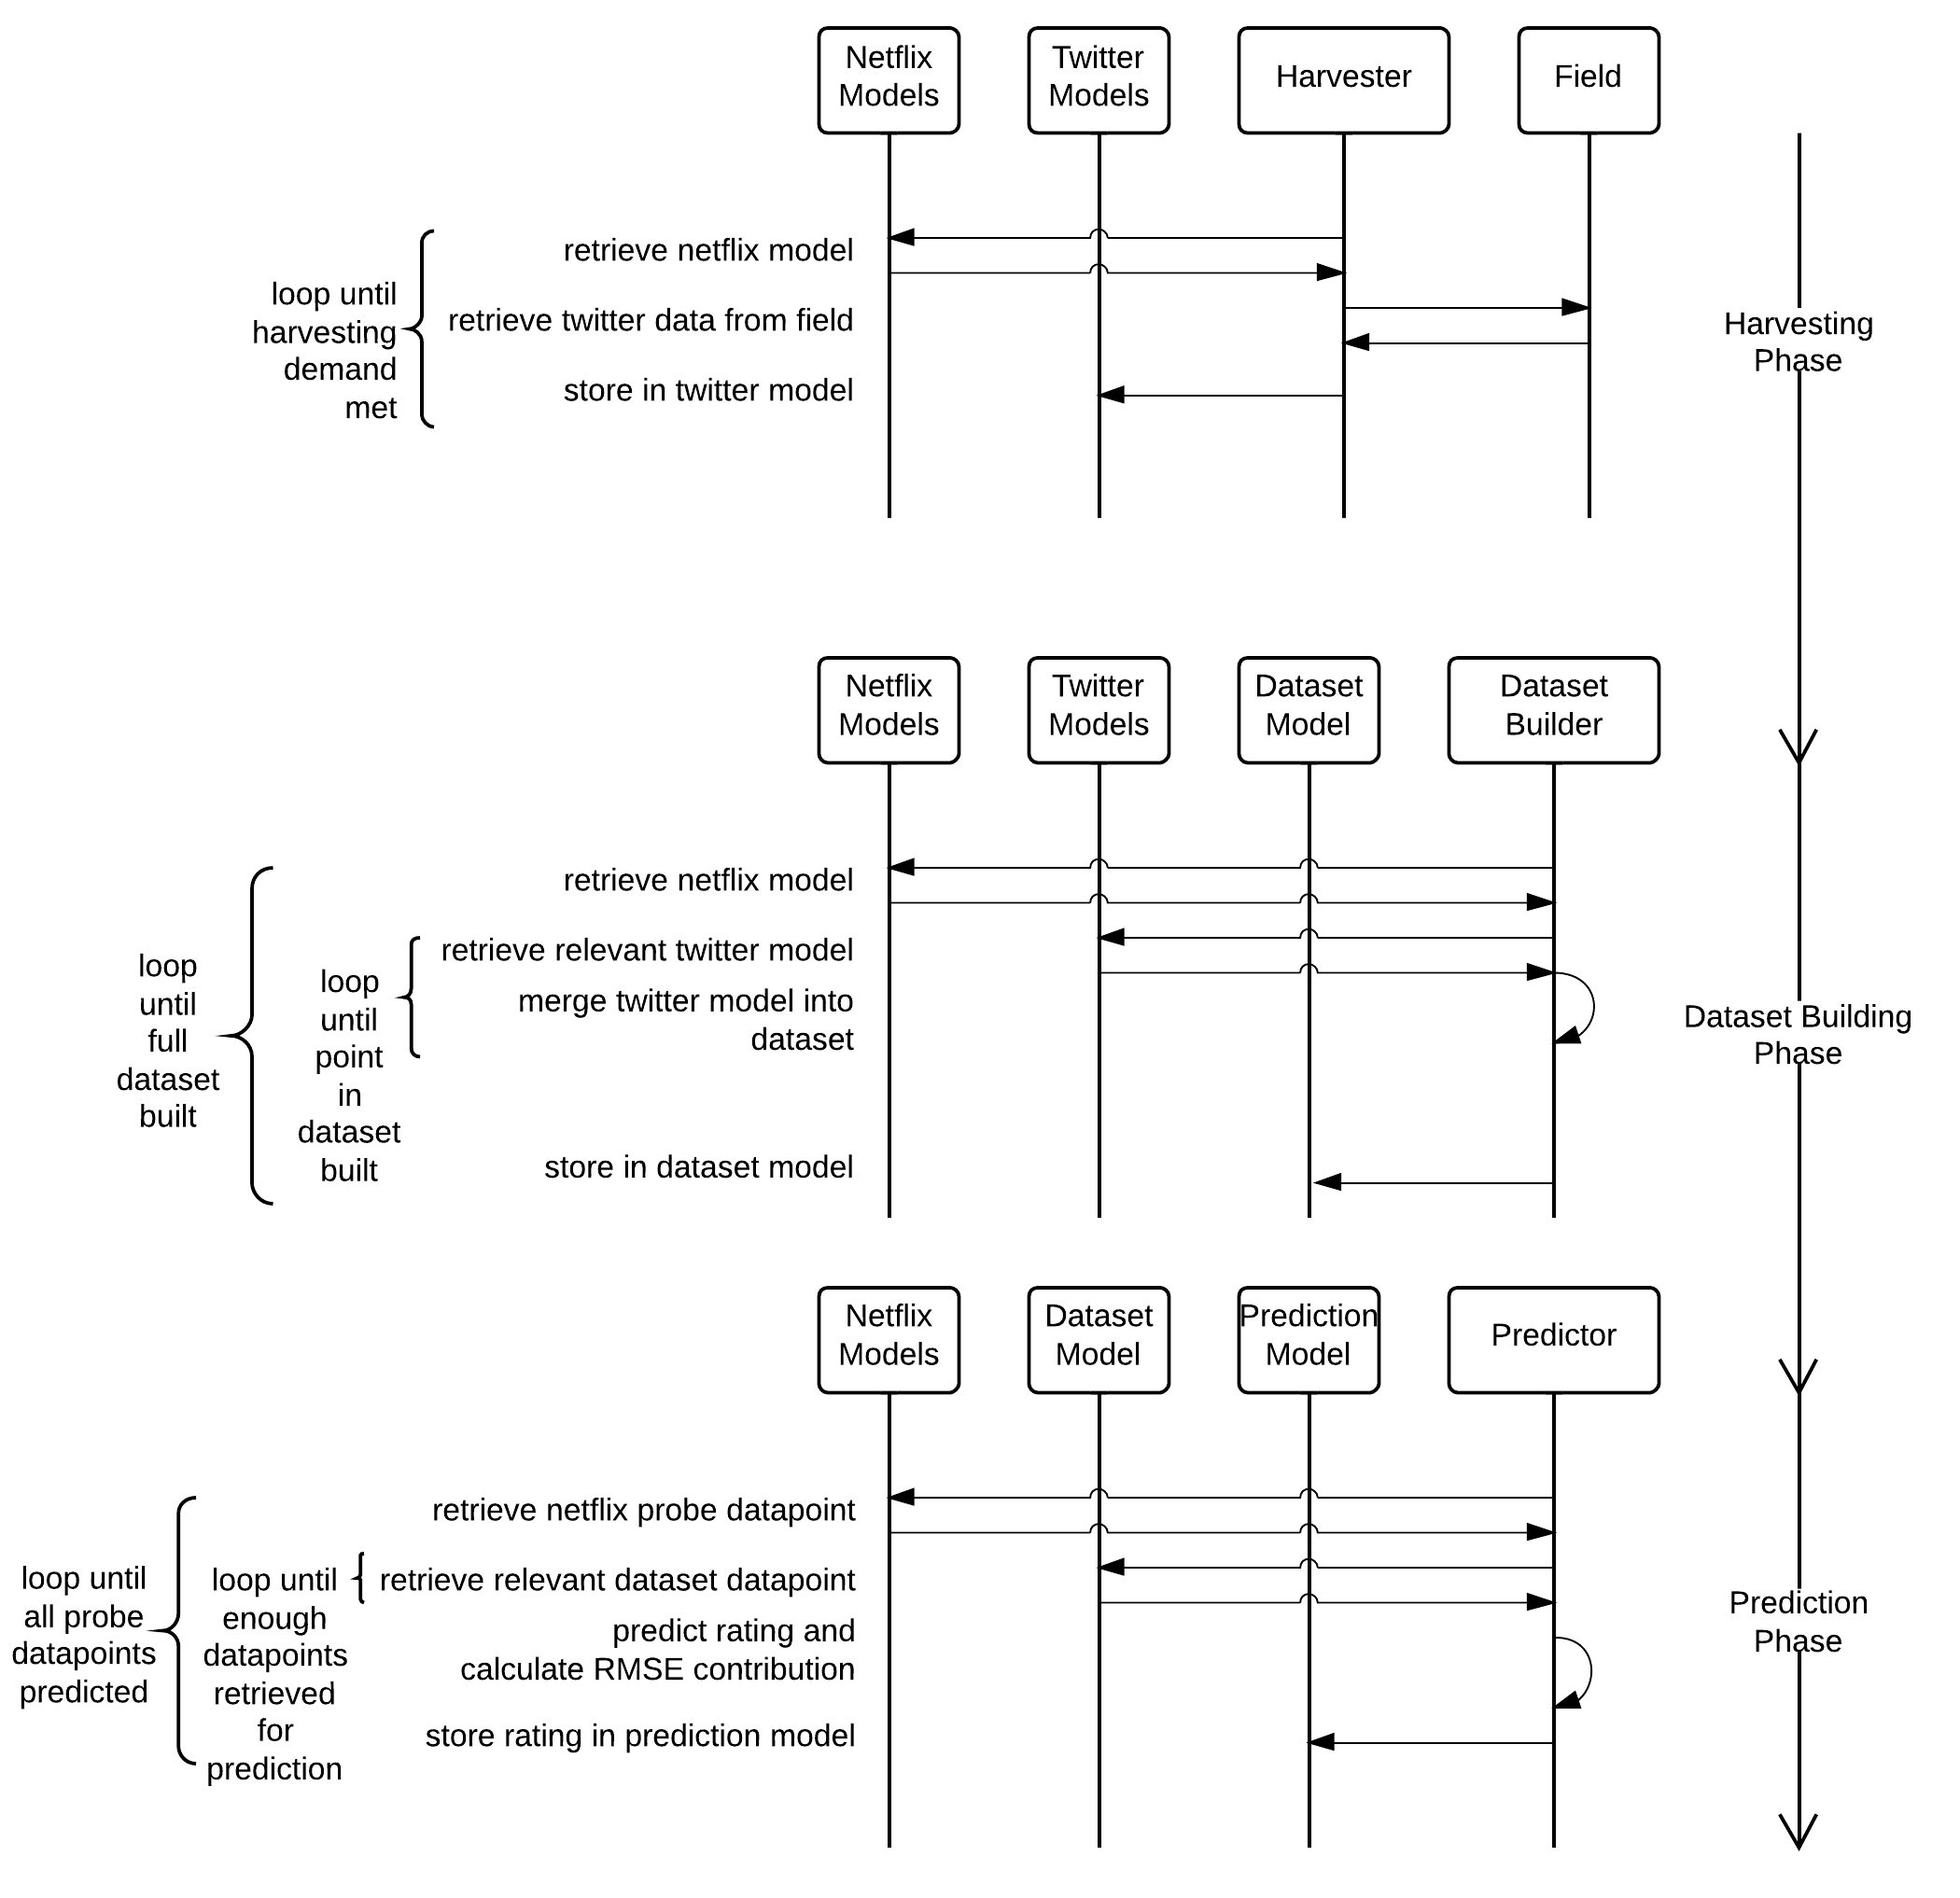 Netflix
Models
Twitter
Models
Harvester
Field
retrieve netflix model
loop until
harvesting
demand
met
retrieve twitter data from field
store in twitter model
Harvesting
Phase
Netflix
Models
Twitter
Models
Dataset
Model
Dataset
Builder
retrieve netflix model
loop
until
full
dataset
built
loop
until
point
in
dataset
built
retrieve relevant twitter model
merge twitter model into
dataset
store in dataset model
Dataset Building
Phase
Netflix
Models
Dataset
Model
Prediction
Model
Predictor
retrieve netflix probe datapoint
loop until
all probe
datapoints
predicted
loop until
enough
datapoints
retrieved
for
prediction
retrieve relevant dataset datapoint
predict rating and
calculate RMSE contribution
store rating in prediction model
Prediction
Phase